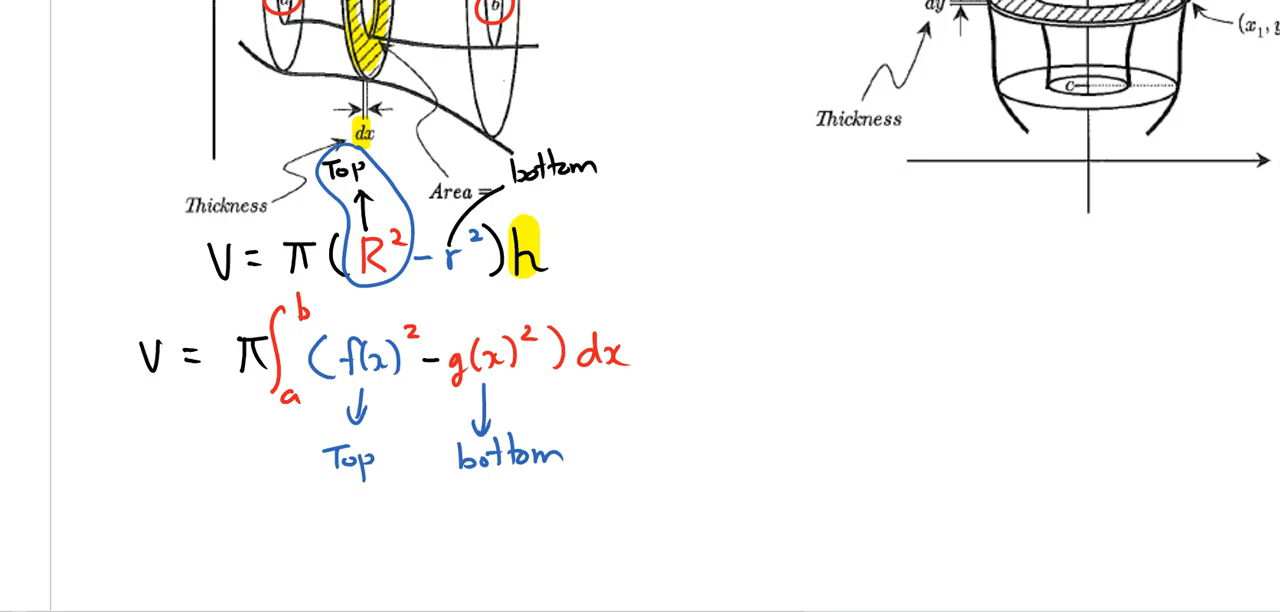 a
b
dy
(x₁, y
c
dx
Thickness
Top
bottom
Thickness
Area =
V = π (R² - r²) h
V = π ∫ₐᵇ (f(x)² - g(x)²) dx
Top
bottom